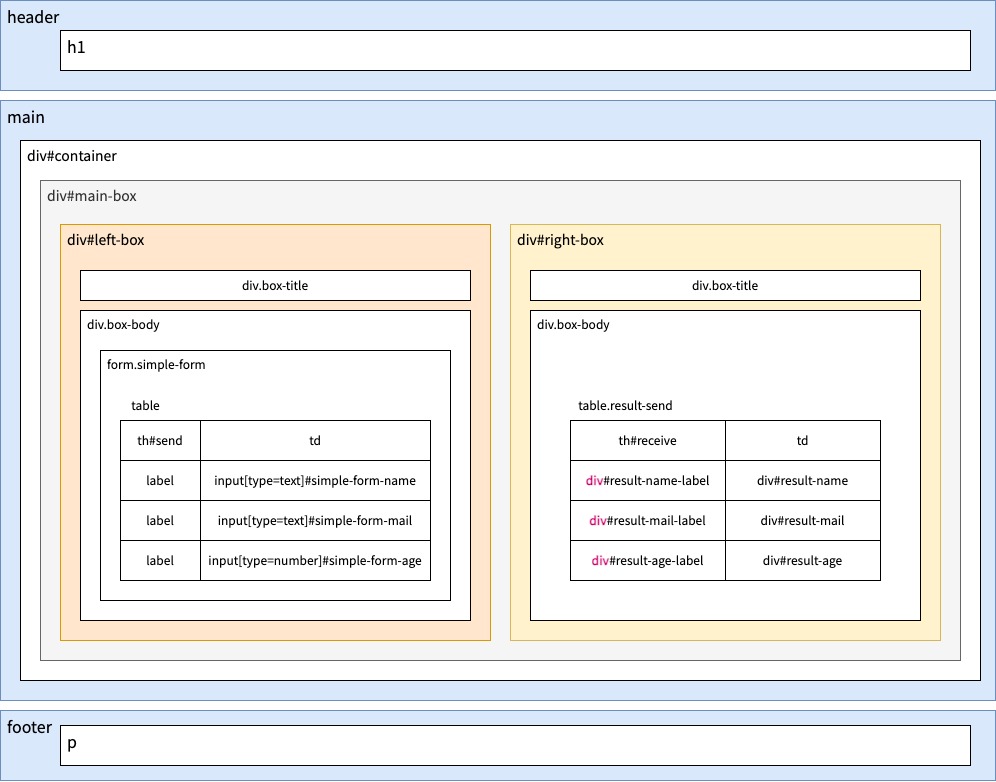 header
h1
main
div#container
div#main-box
div#left-box
div.box-title
div.box-body
form.simple-form
table
th#send td
label input[type=text]#simple-form-name
label input[type=text]#simple-form-mail
label input[type=number]#simple-form-age
div#right-box
div.box-title
div.box-body
table.result-send
th#receive td
div#result-name-label div#result-name
div#result-mail-label div#result-mail
div#result-age-label div#result-age
footer
p